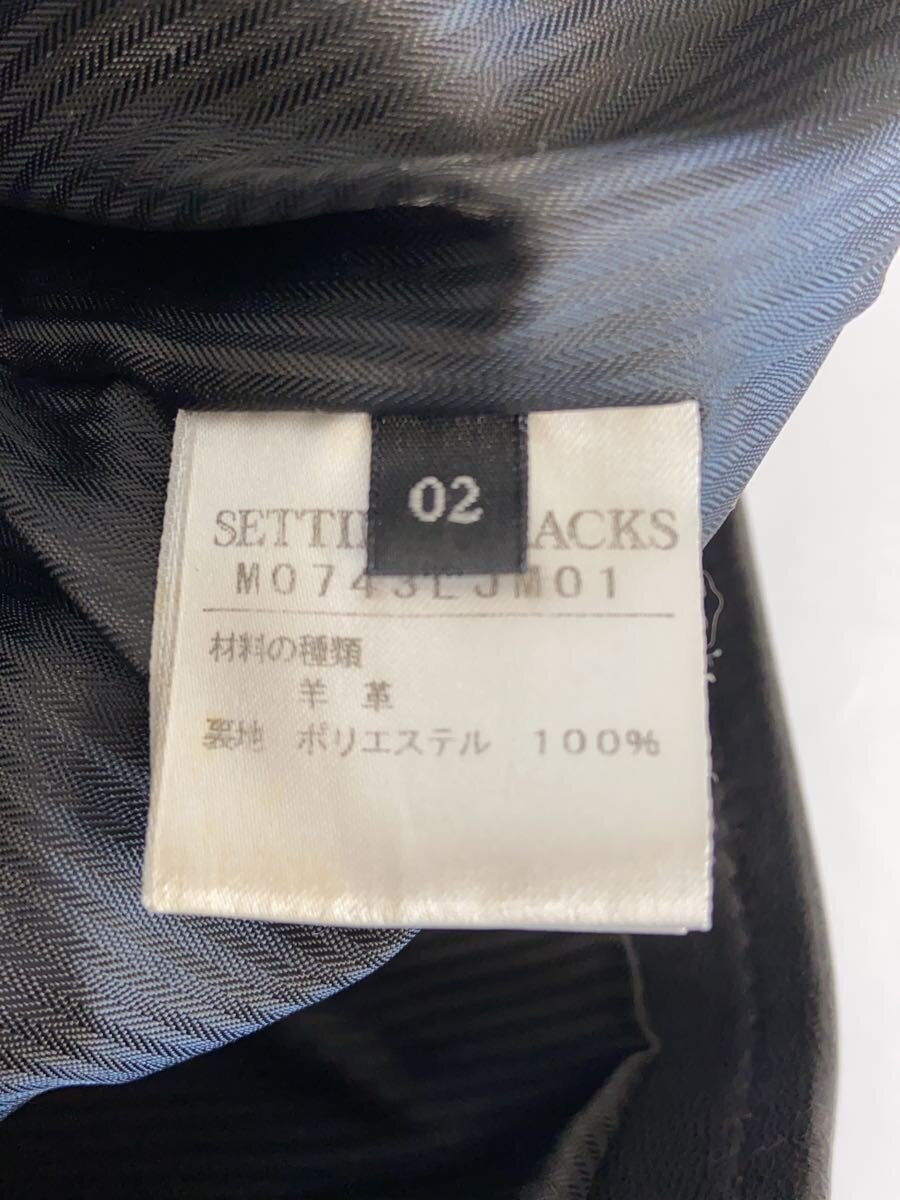 02
SETTI ACKS
M0743LJM01
材料の種類
羊 革
裏地 ポリエステル 100%